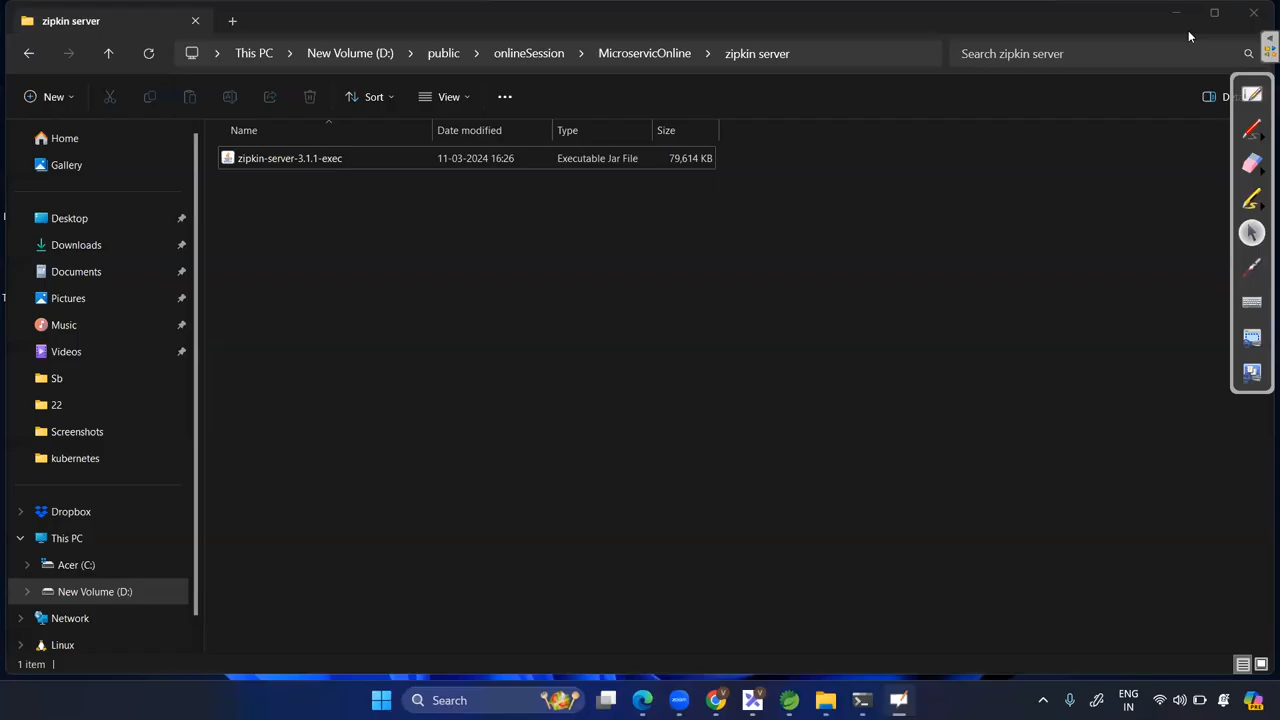 zipkin server
This PC > New Volume (D:) > public > onlineSession > MicroservicOnline > zipkin server
Search zipkin server
New
Sort
View
Name
Date modified
Type
Size
zipkin-server-3.1.1-exec
11-03-2024 16:26
Executable Jar File
79,614 KB
Home
Gallery
Desktop
Downloads
Documents
Pictures
Music
Videos
Sb
22
Screenshots
kubernetes
Dropbox
This PC
Acer (C:)
New Volume (D:)
Network
Linux
1 item
Search
ENG
IN